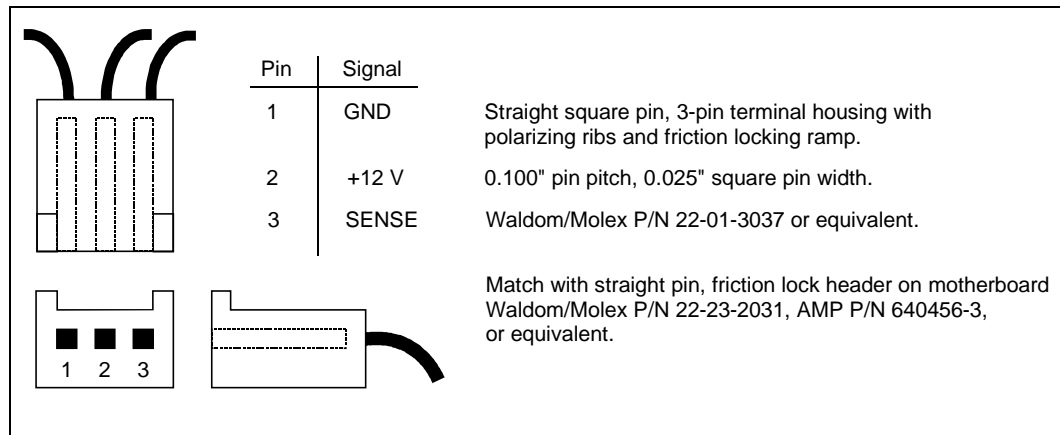 Pin Signal
1 GND Straight square pin, 3-pin terminal housing with
polarizing ribs and friction locking ramp.
2 +12 V 0.100" pin pitch, 0.025" square pin width.
3 SENSE Waldom/Molex P/N 22-01-3037 or equivalent.
Match with straight pin, friction lock header on motherboard
Waldom/Molex P/N 22-23-2031, AMP P/N 640456-3,
or equivalent.
1 2 3